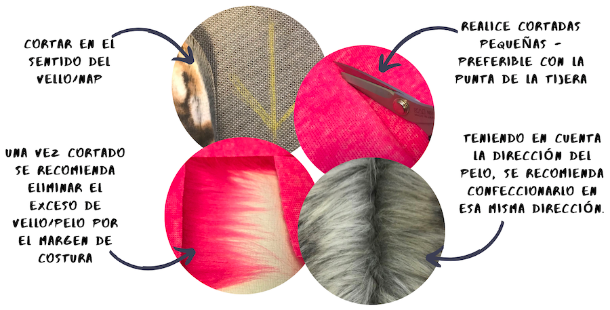 CORTAR EN EL
SENTIDO DEL
VELLO/NAP
REALICE CORTADAS
PEQUEÑAS -
PREFERIBLE CON LA
PUNTA DE LA TIJERA
UNA VEZ CORTADO
SE RECOMIENDA
ELIMINAR EL
EXCESO DE
VELLO/PELO POR
EL MARGEN DE
COSTURA
TENIENDO EN CUENTA
LA DIRECCIÓN DEL
PELO, SE RECOMIENDA
CONFECCIONARLO EN
ESA MISMA DIRECCIÓN.